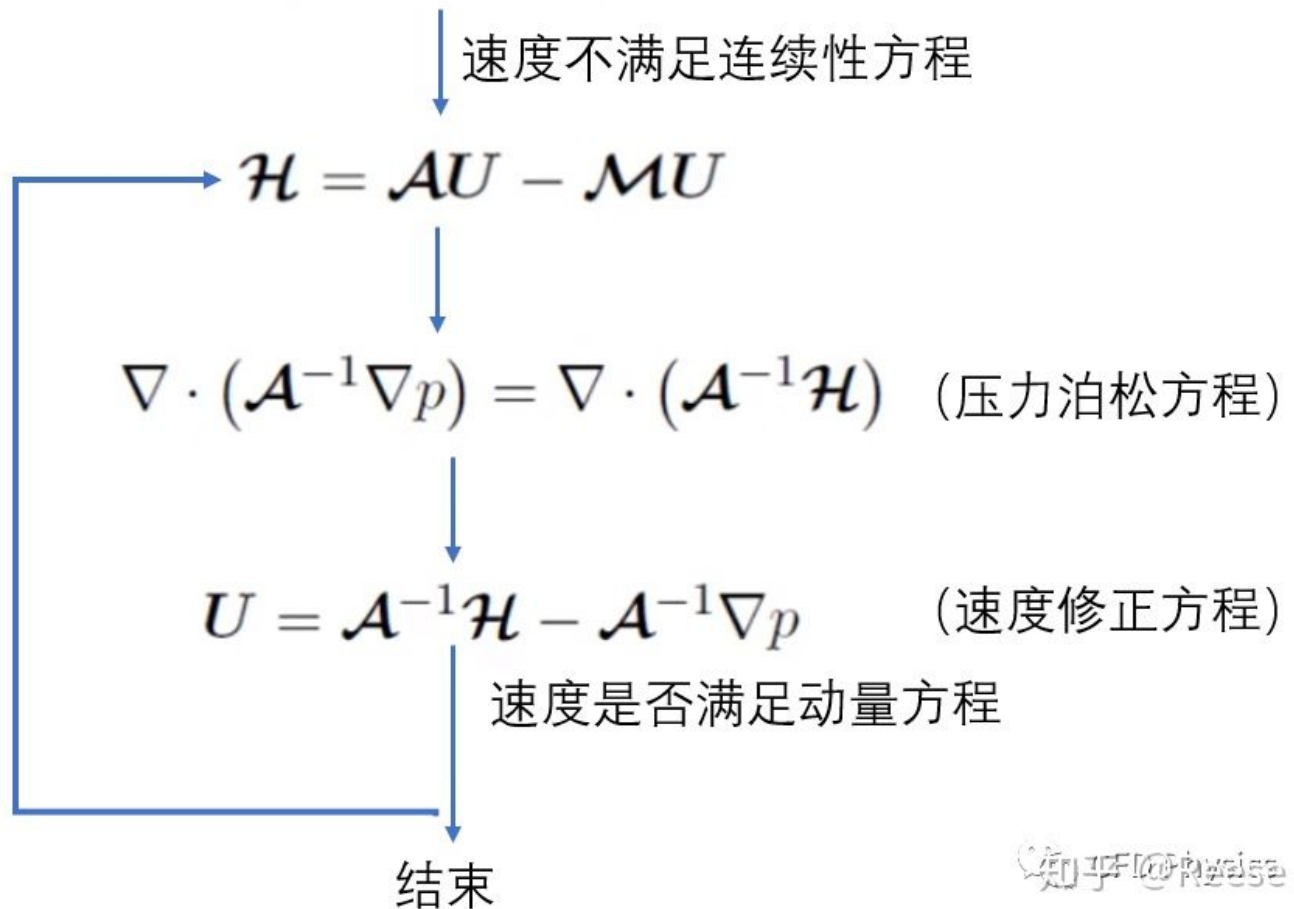 速度不满足连续性方程
𝓗 = 𝓐U − 𝓜U
∇ · (𝓐⁻¹∇p) = ∇ · (𝓐⁻¹𝓗) (压力泊松方程)
U = 𝓐⁻¹𝓗 − 𝓐⁻¹∇p (速度修正方程)
速度是否满足动量方程
结束
知乎 @Reese